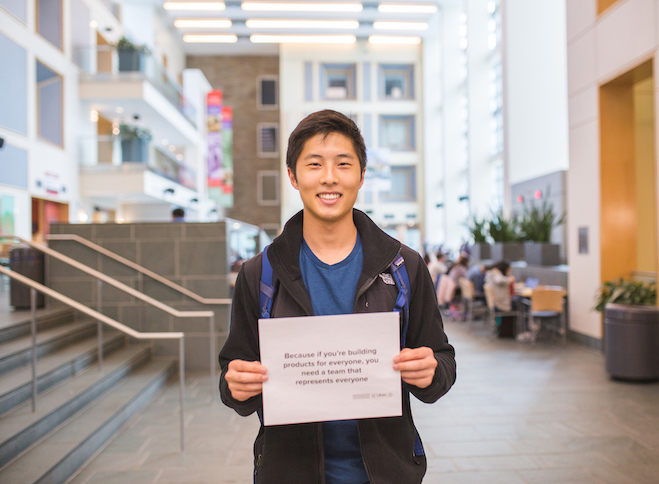 Because if you're building
products for everyone, you
need a team that
represents everyone